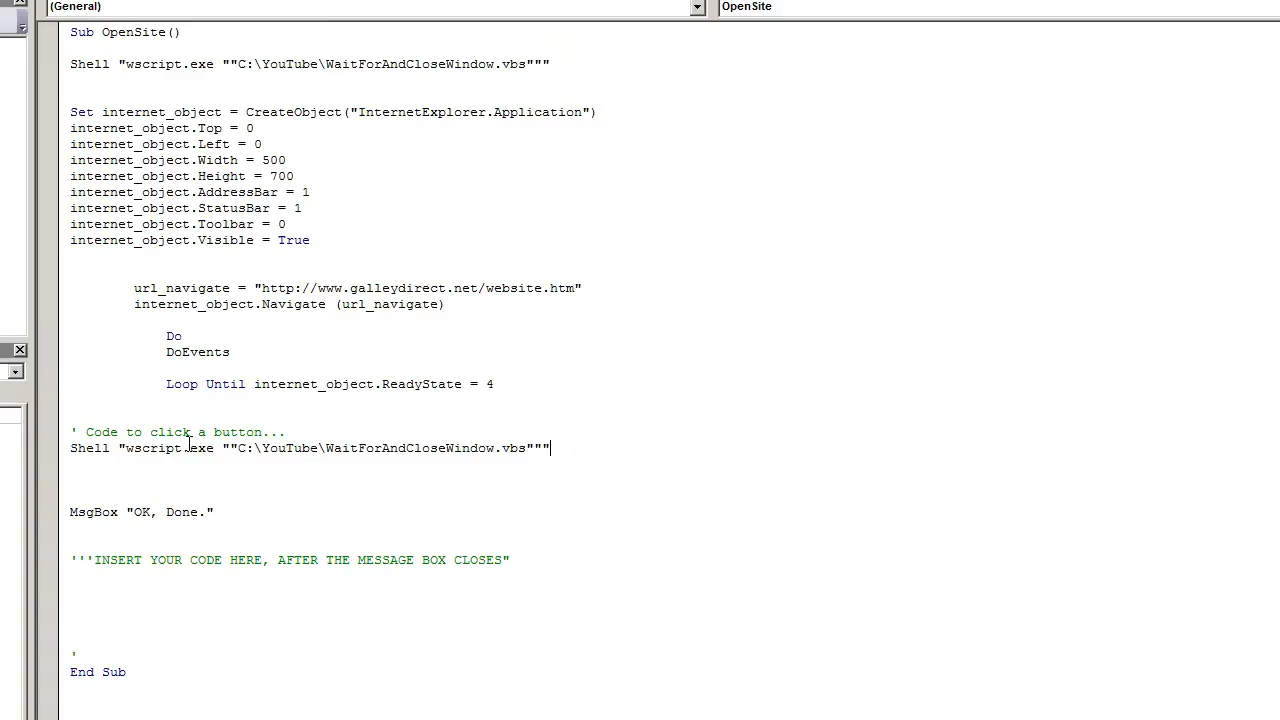 (General) OpenSite
Sub OpenSite()
Shell "wscript.exe ""C:\YouTube\WaitForAndCloseWindow.vbs"""
Set internet_object = CreateObject("InternetExplorer.Application")
internet_object.Top = 0
internet_object.Left = 0
internet_object.Width = 500
internet_object.Height = 700
internet_object.AddressBar = 1
internet_object.StatusBar = 1
internet_object.Toolbar = 0
internet_object.Visible = True
url_navigate = "http://www.galleydirect.net/website.htm"
internet_object.Navigate (url_navigate)
Do
DoEvents
Loop Until internet_object.ReadyState = 4
' Code to click a button...
Shell "wscript.exe ""C:\YouTube\WaitForAndCloseWindow.vbs"""
MsgBox "OK, Done."
'''INSERT YOUR CODE HERE, AFTER THE MESSAGE BOX CLOSES"
'
End Sub